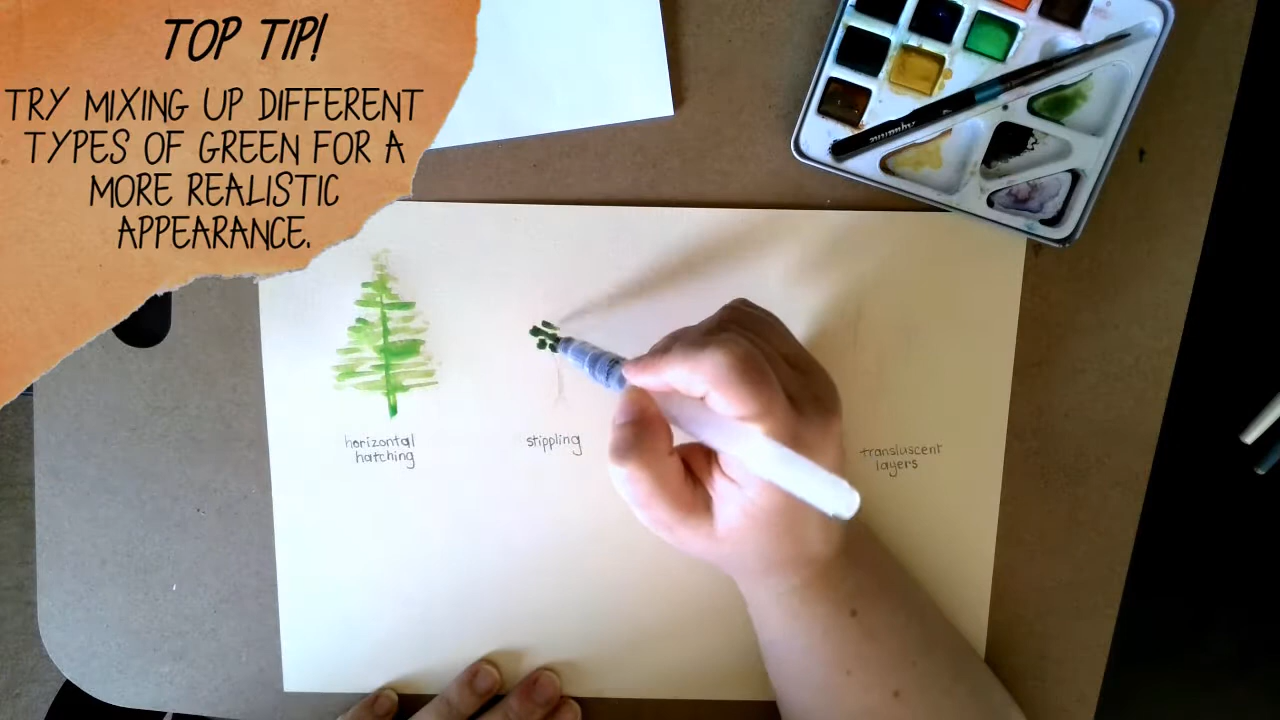 TOP TIP!
TRY MIXING UP DIFFERENT
TYPES OF GREEN FOR A
MORE REALISTIC
APPEARANCE.
horizontal
hatching
stippling
transluscent
layers